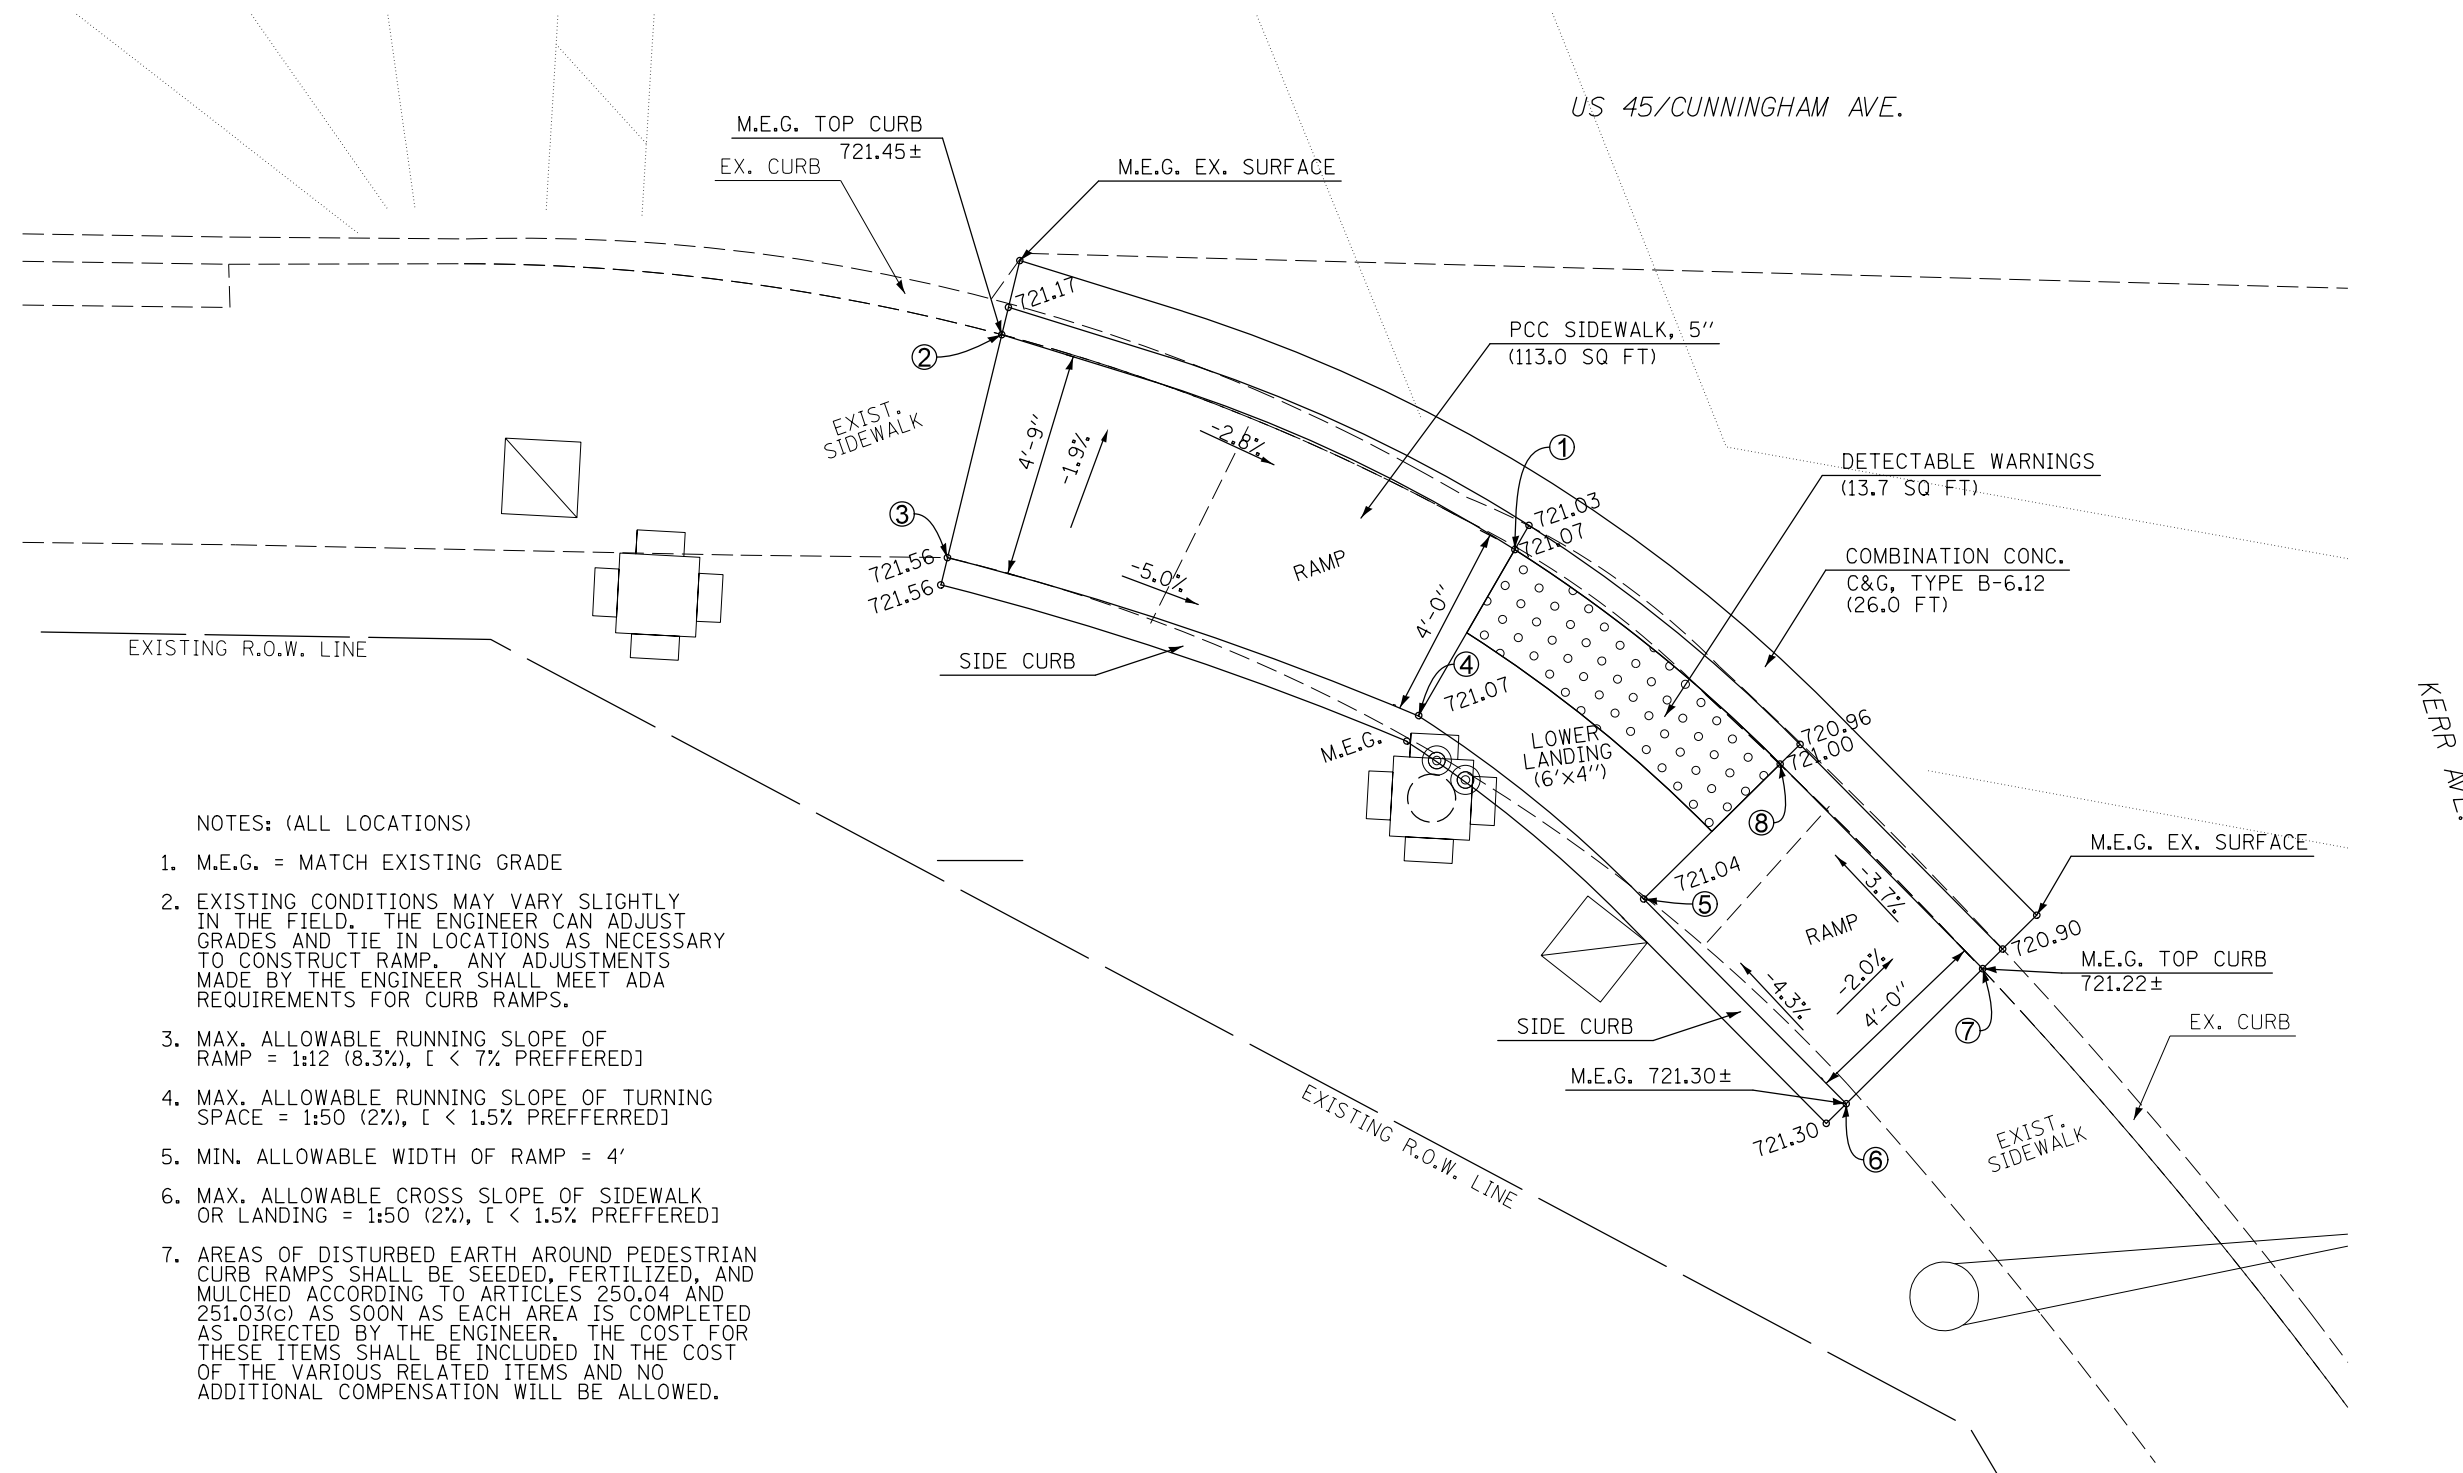 US 45/CUNNINGHAM AVE.
M.E.G. TOP CURB
721.45±
EX. CURB
M.E.G. EX. SURFACE
721.17
2
PCC SIDEWALK, 5"
(113.0 SQ FT)
EXIST.
SIDEWALK
4'-9"
-1.9%
-2.8%
1
DETECTABLE WARNINGS
(13.7 SQ FT)
3
721.03
721.07
721.56
721.56
-5.0%
RAMP
4'-0"
COMBINATION CONC.
C&G, TYPE B-6.12
(26.0 FT)
EXISTING R.O.W. LINE
SIDE CURB
4
721.07
M.E.G.
LOWER
LANDING
(6'x4'')
720.96
721.00
KERR AVE.
8
721.04
5
-3.7%
RAMP
M.E.G. EX. SURFACE
720.90
M.E.G. TOP CURB
721.22±
-4.3%
-2.0%
4'-0"
SIDE CURB
7
EX. CURB
M.E.G. 721.30±
721.30
6
EXIST.
SIDEWALK
EXISTING R.O.W. LINE
NOTES: (ALL LOCATIONS)
1. M.E.G. = MATCH EXISTING GRADE
2. EXISTING CONDITIONS MAY VARY SLIGHTLY
IN THE FIELD. THE ENGINEER CAN ADJUST
GRADES AND TIE IN LOCATIONS AS NECESSARY
TO CONSTRUCT RAMP. ANY ADJUSTMENTS
MADE BY THE ENGINEER SHALL MEET ADA
REQUIREMENTS FOR CURB RAMPS.
3. MAX. ALLOWABLE RUNNING SLOPE OF
RAMP = 1:12 (8.3%), [ < 7% PREFFERED]
4. MAX. ALLOWABLE RUNNING SLOPE OF TURNING
SPACE = 1:50 (2%), [ < 1.5% PREFFERRED]
5. MIN. ALLOWABLE WIDTH OF RAMP = 4'
6. MAX. ALLOWABLE CROSS SLOPE OF SIDEWALK
OR LANDING = 1:50 (2%), [ < 1.5% PREFFERED]
7. AREAS OF DISTURBED EARTH AROUND PEDESTRIAN
CURB RAMPS SHALL BE SEEDED, FERTILIZED, AND
MULCHED ACCORDING TO ARTICLES 250.04 AND
251.03(c) AS SOON AS EACH AREA IS COMPLETED
AS DIRECTED BY THE ENGINEER. THE COST FOR
THESE ITEMS SHALL BE INCLUDED IN THE COST
OF THE VARIOUS RELATED ITEMS AND NO
ADDITIONAL COMPENSATION WILL BE ALLOWED.